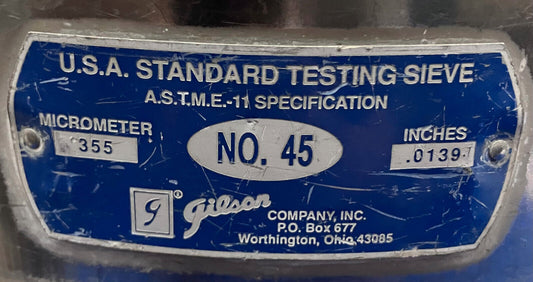 U.S.A. STANDARD TESTING SIEVE
A.S.T.M.E.-11 SPECIFICATION
MICROMETER
355
NO. 45
INCHES
.0139
g® Gilson
COMPANY, INC.
P.O. Box 677
Worthington, Ohio 43085